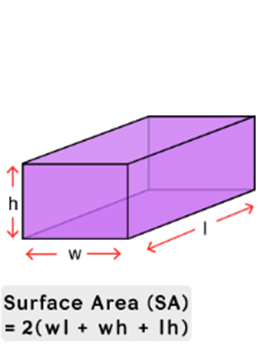 h
l
w
Surface Area (SA)
= 2(wl + wh + lh)